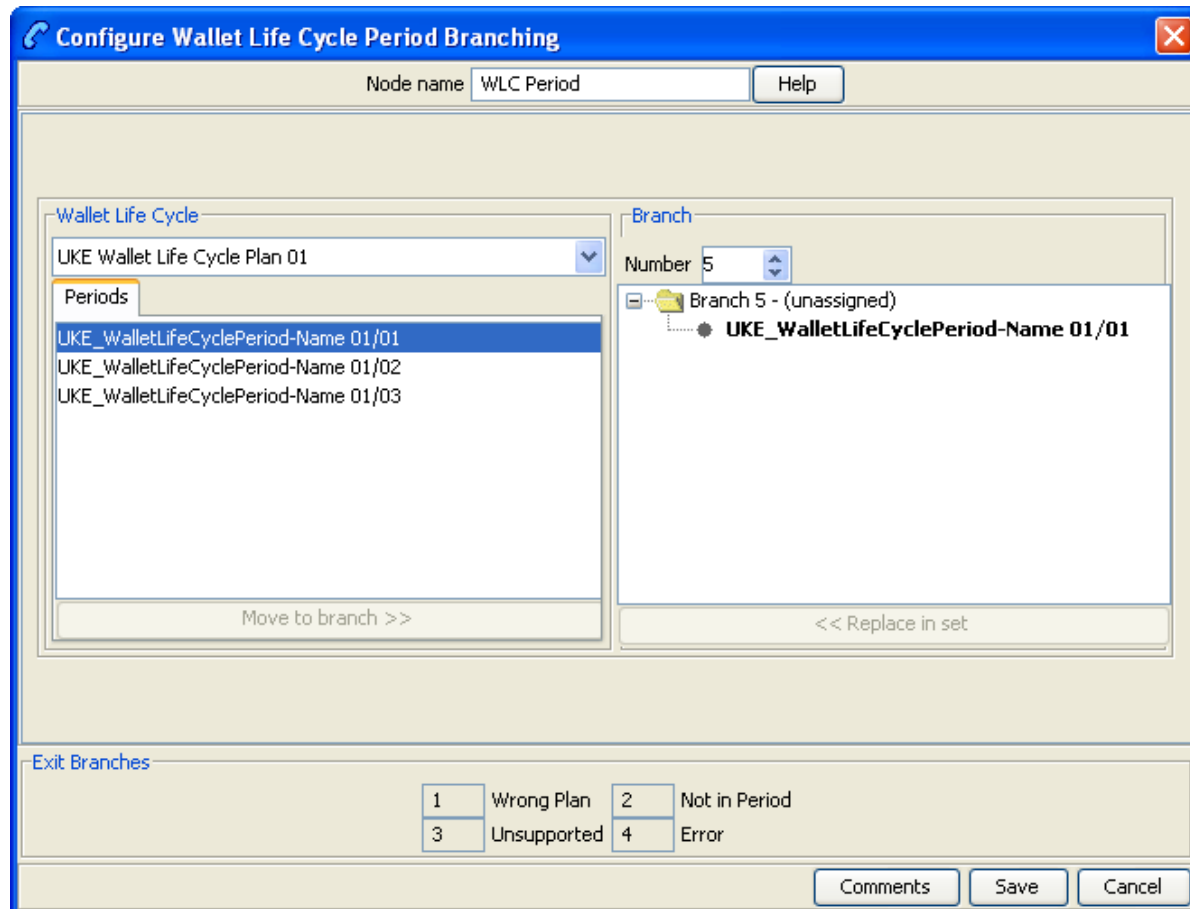 Configure Wallet Life Cycle Period Branching
Node name WLC Period Help
Wallet Life Cycle
UKE Wallet Life Cycle Plan 01
Periods
UKE_WalletLifeCyclePeriod-Name 01/01
UKE_WalletLifeCyclePeriod-Name 01/02
UKE_WalletLifeCyclePeriod-Name 01/03
Move to branch >>
Branch
Number 5
Branch 5 - (unassigned)
UKE_WalletLifeCyclePeriod-Name 01/01
<< Replace in set
Exit Branches
1 Wrong Plan 2 Not in Period
3 Unsupported 4 Error
Comments Save Cancel